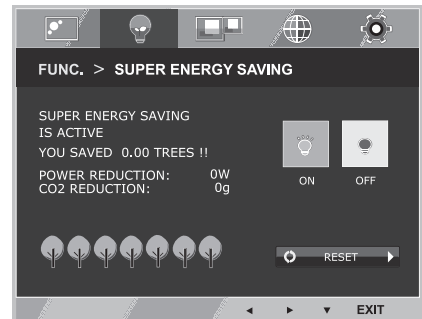 FUNC. > SUPER ENERGY SAVING
SUPER ENERGY SAVING
IS ACTIVE
YOU SAVED 0.00 TREES !!
POWER REDUCTION: 0W
CO2 REDUCTION: 0g
ON OFF
RESET
EXIT